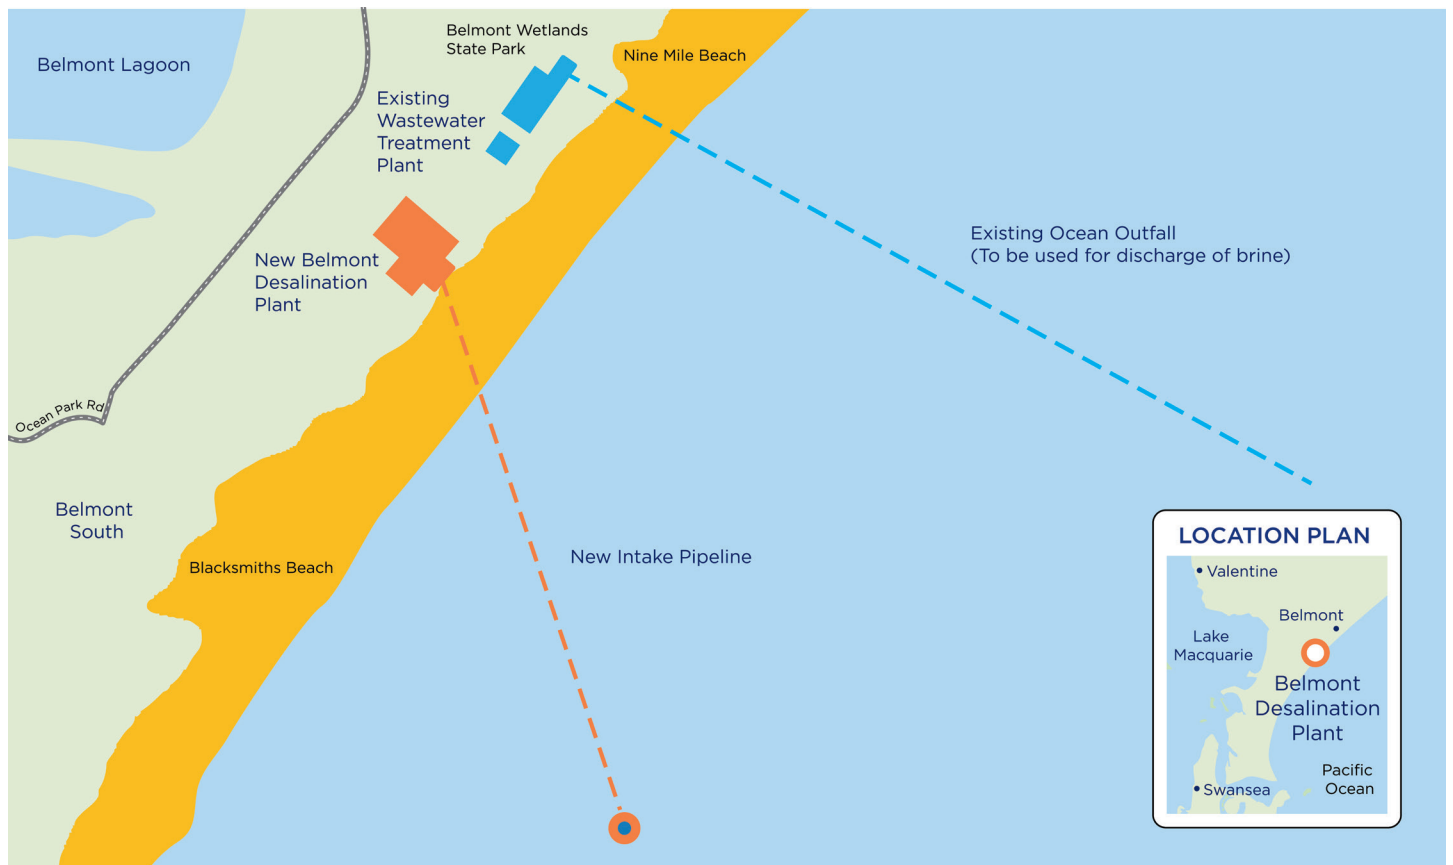 Belmont Wetlands
State Park
Nine Mile Beach
Belmont Lagoon
Existing
Wastewater
Treatment
Plant
Existing Ocean Outfall
(To be used for discharge of brine)
New Belmont
Desalination
Plant
Ocean Park Rd
Belmont
South
Blacksmiths Beach
New Intake Pipeline
LOCATION PLAN
Valentine
Belmont
Lake
Macquarie
Belmont
Desalination
Plant
Pacific
Ocean
Swansea